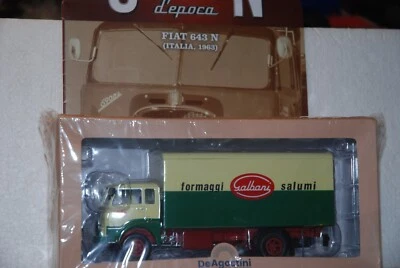 d'epoca
FIAT 643 N
(ITALIA, 1963)
formaggi Galbani salumi
DeAgostini